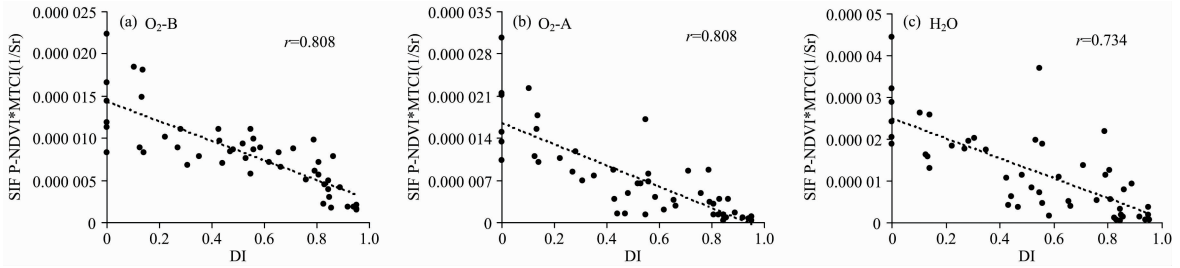 (a) O₂-B
r=0.808
SIF P-NDVI*MTCI(1/Sr)
0.000 025
0.000 020
0.000 015
0.000 010
0.000 005
0
0 0.2 0.4 0.6 0.8 1.0
DI
(b) O₂-A
r=0.808
SIF P-NDVI*MTCI(1/Sr)
0.000 035
0.000 028
0.000 021
0.000 014
0.000 007
0
0 0.2 0.4 0.6 0.8 1.0
DI
(c) H₂O
r=0.734
SIF P-NDVI*MTCI(1/Sr)
0.000 05
0.000 04
0.000 03
0.000 02
0.000 01
0
0 0.2 0.4 0.6 0.8 1.0
DI